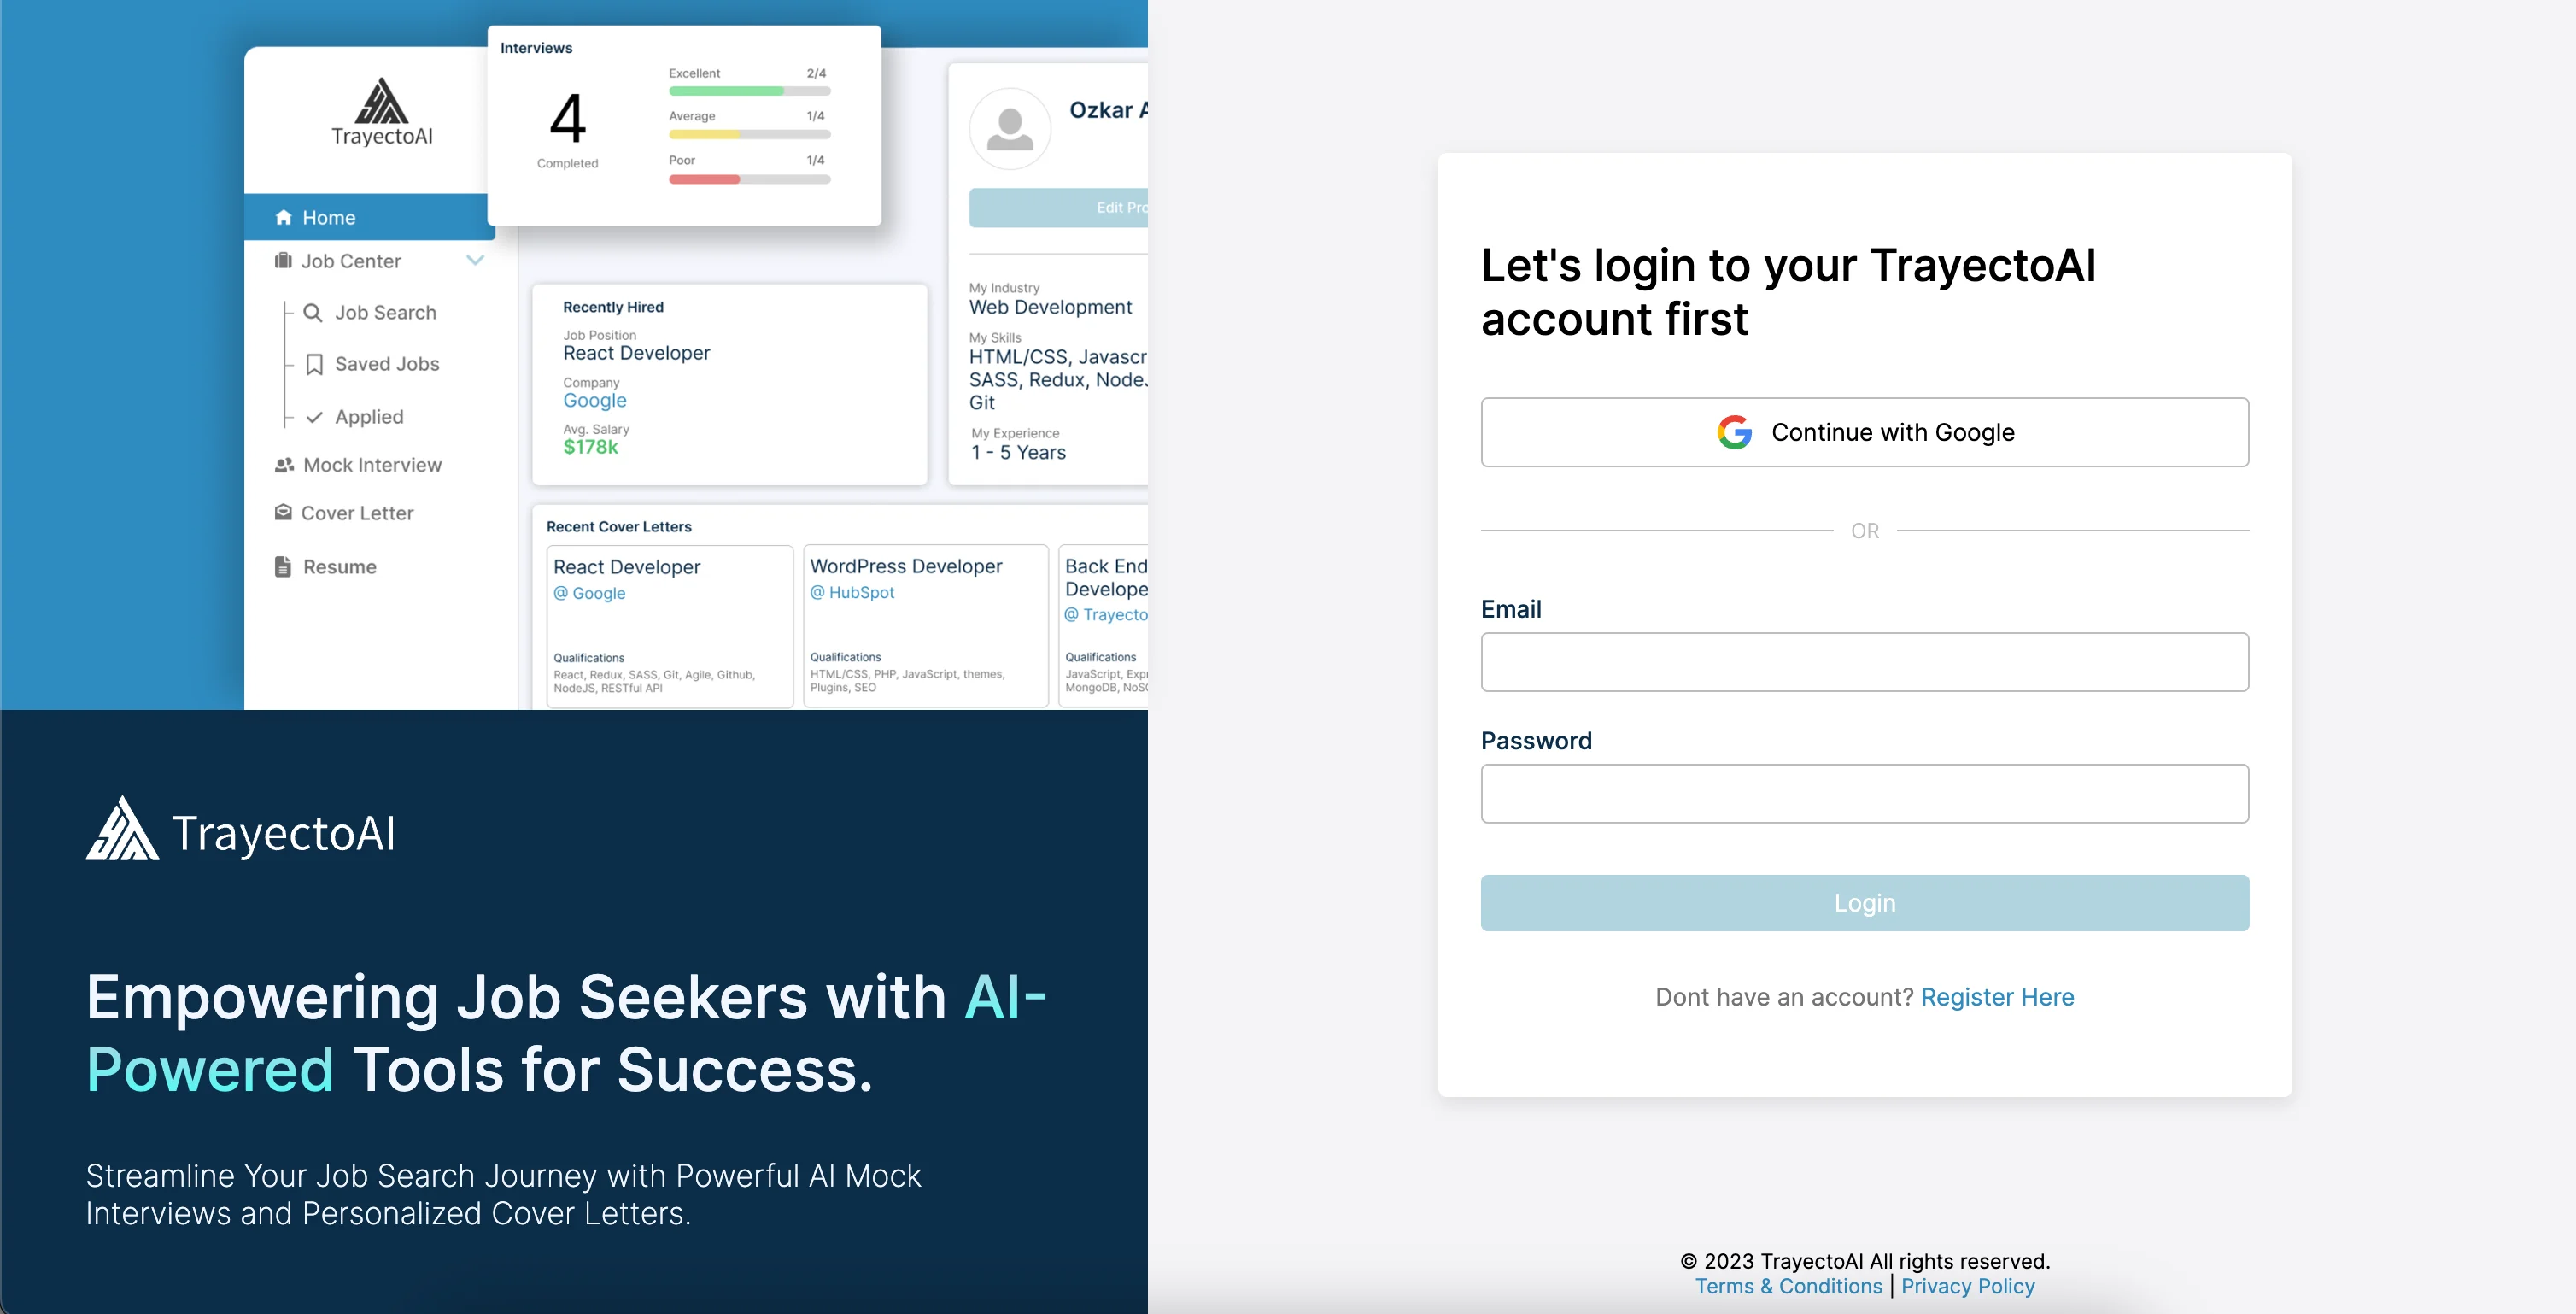 Interviews
4
Completed
Excellent 2/4
Average 1/4
Poor 1/4
TrayectoAI
Home
Job Center
Job Search
Saved Jobs
Applied
Mock Interview
Cover Letter
Resume
Recently Hired
Job Position
React Developer
Company
Google
Avg. Salary
$178k
Ozkar A
Edit Pro
My Industry
Web Development
My Skills
HTML/CSS, Javascr
SASS, Redux, NodeJ
Git
My Experience
1 - 5 Years
Recent Cover Letters
React Developer
@ Google
Qualifications
React, Redux, SASS, Git, Agile, Github,
NodeJS, RESTful API
WordPress Developer
@ HubSpot
Qualifications
HTML/CSS, PHP, JavaScript, themes,
Plugins, SEO
Back End
Develope
@ Trayecto
Qualifications
JavaScript, Expr
MongoDB, NoSQ
TrayectoAI
Empowering Job Seekers with AI-
Powered Tools for Success.
Streamline Your Job Search Journey with Powerful AI Mock
Interviews and Personalized Cover Letters.
Let's login to your TrayectoAI
account first
Continue with Google
OR
Email
Password
Login
Dont have an account? Register Here
© 2023 TrayectoAI All rights reserved.
Terms & Conditions | Privacy Policy